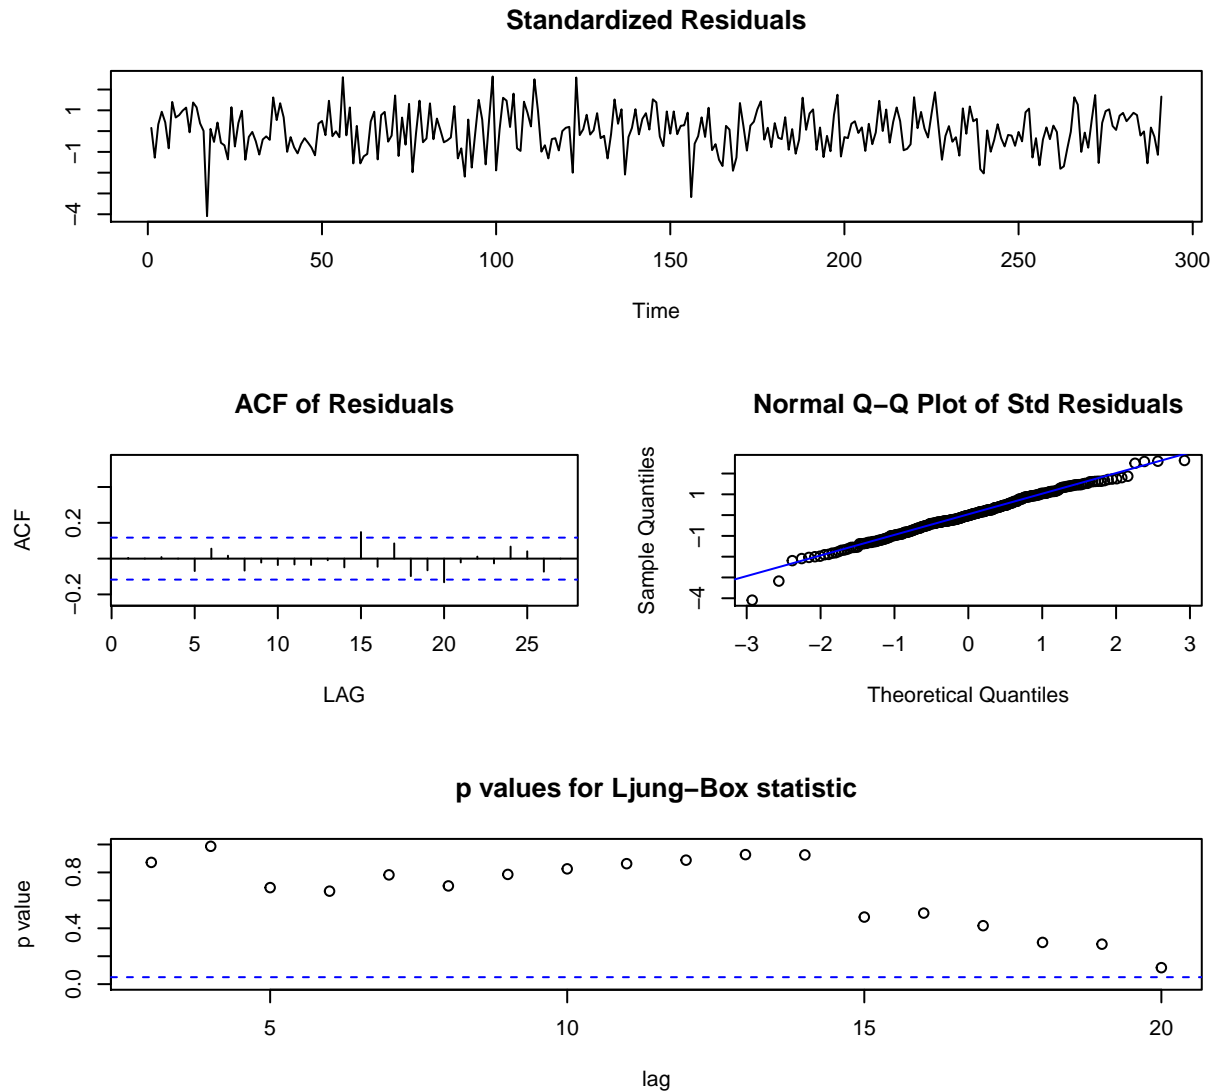 Standardized Residuals
1
−1
−4
0 50 100 150 200 250 300
Time
ACF of Residuals
ACF
0.2
−0.2
0 5 10 15 20 25
LAG
Normal Q−Q Plot of Std Residuals
Sample Quantiles
1
−1
−4
−3 −2 −1 0 1 2 3
Theoretical Quantiles
p values for Ljung−Box statistic
p value
0.8
0.4
0.0
5 10 15 20
lag